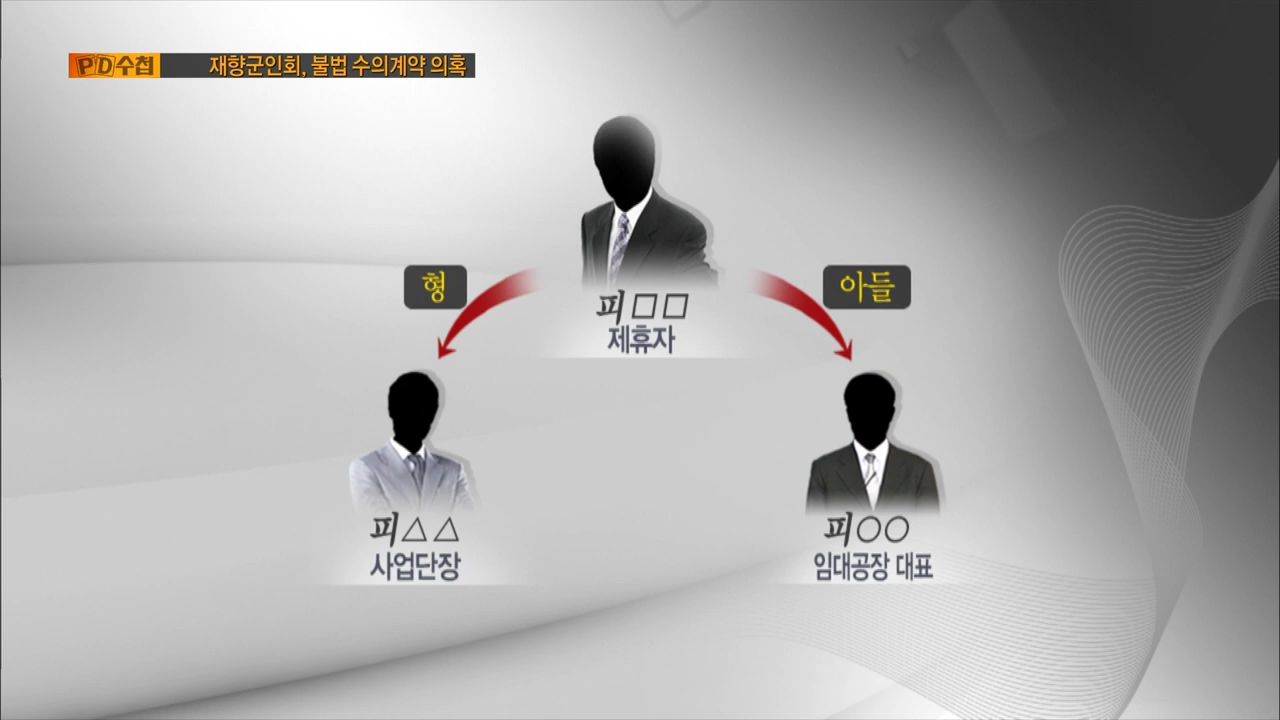 PD수첩 재향군인회, 불법 수의계약 의혹
형
아들
피□□
제휴자
피△△
사업단장
피○○
임대공장 대표